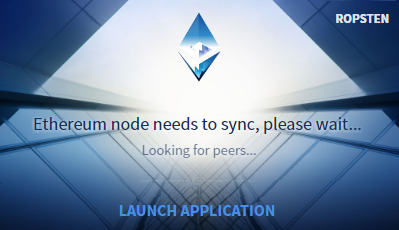 ROPSTEN
Ethereum node needs to sync, please wait...
Looking for peers...
LAUNCH APPLICATION